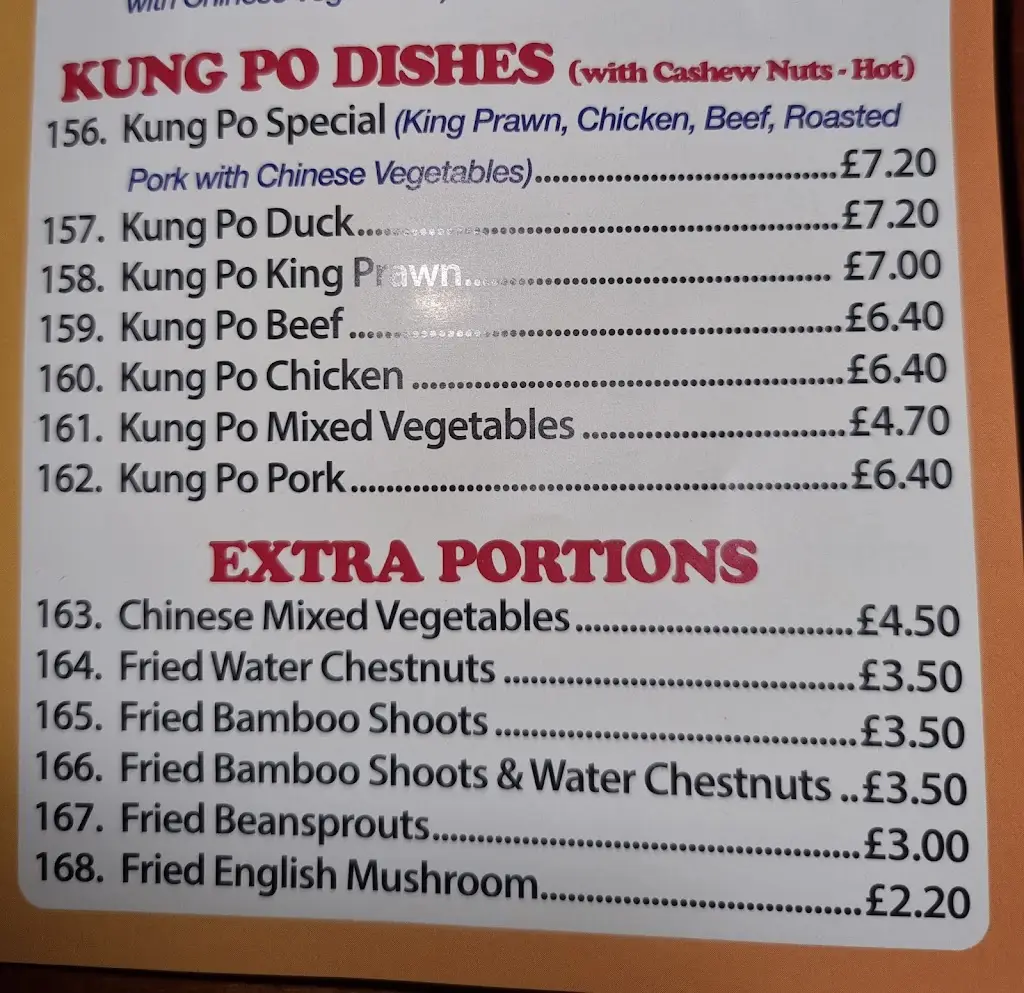 with Chinese Veg
KUNG PO DISHES (with Cashew Nuts - Hot)
156. Kung Po Special (King Prawn, Chicken, Beef, Roasted
Pork with Chinese Vegetables)..................................£7.20
157. Kung Po Duck......................................................£7.20
158. Kung Po King Prawn.......................................... £7.00
159. Kung Po Beef ........................................................£6.40
160. Kung Po Chicken .................................................£6.40
161. Kung Po Mixed Vegetables ..............................£4.70
162. Kung Po Pork.........................................................£6.40
EXTRA PORTIONS
163. Chinese Mixed Vegetables................................£4.50
164. Fried Water Chestnuts ........................................£3.50
165. Fried Bamboo Shoots .........................................£3.50
166. Fried Bamboo Shoots & Water Chestnuts ..£3.50
167. Fried Beansprouts.................................................£3.00
168. Fried English Mushroom.....................................£2.20